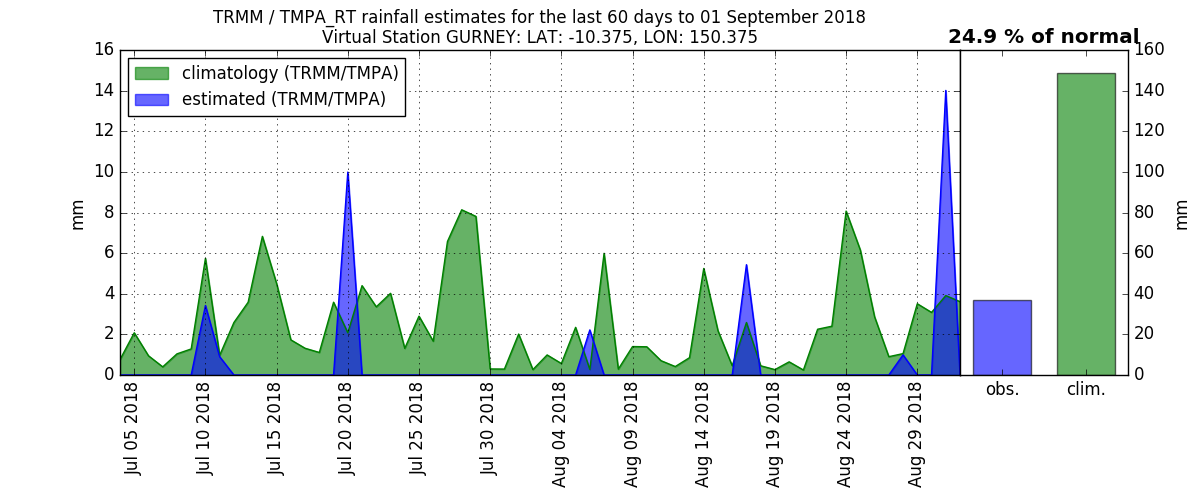 TRMM / TMPA_RT rainfall estimates for the last 60 days to 01 September 2018
Virtual Station GURNEY: LAT: -10.375, LON: 150.375
24.9 % of normal
climatology (TRMM/TMPA)
estimated (TRMM/TMPA)
mm
16
14
12
10
8
6
4
2
0
160
140
120
100
80
60
40
20
0
mm
Jul 05 2018
Jul 10 2018
Jul 15 2018
Jul 20 2018
Jul 25 2018
Jul 30 2018
Aug 04 2018
Aug 09 2018
Aug 14 2018
Aug 19 2018
Aug 24 2018
Aug 29 2018
obs.
clim.